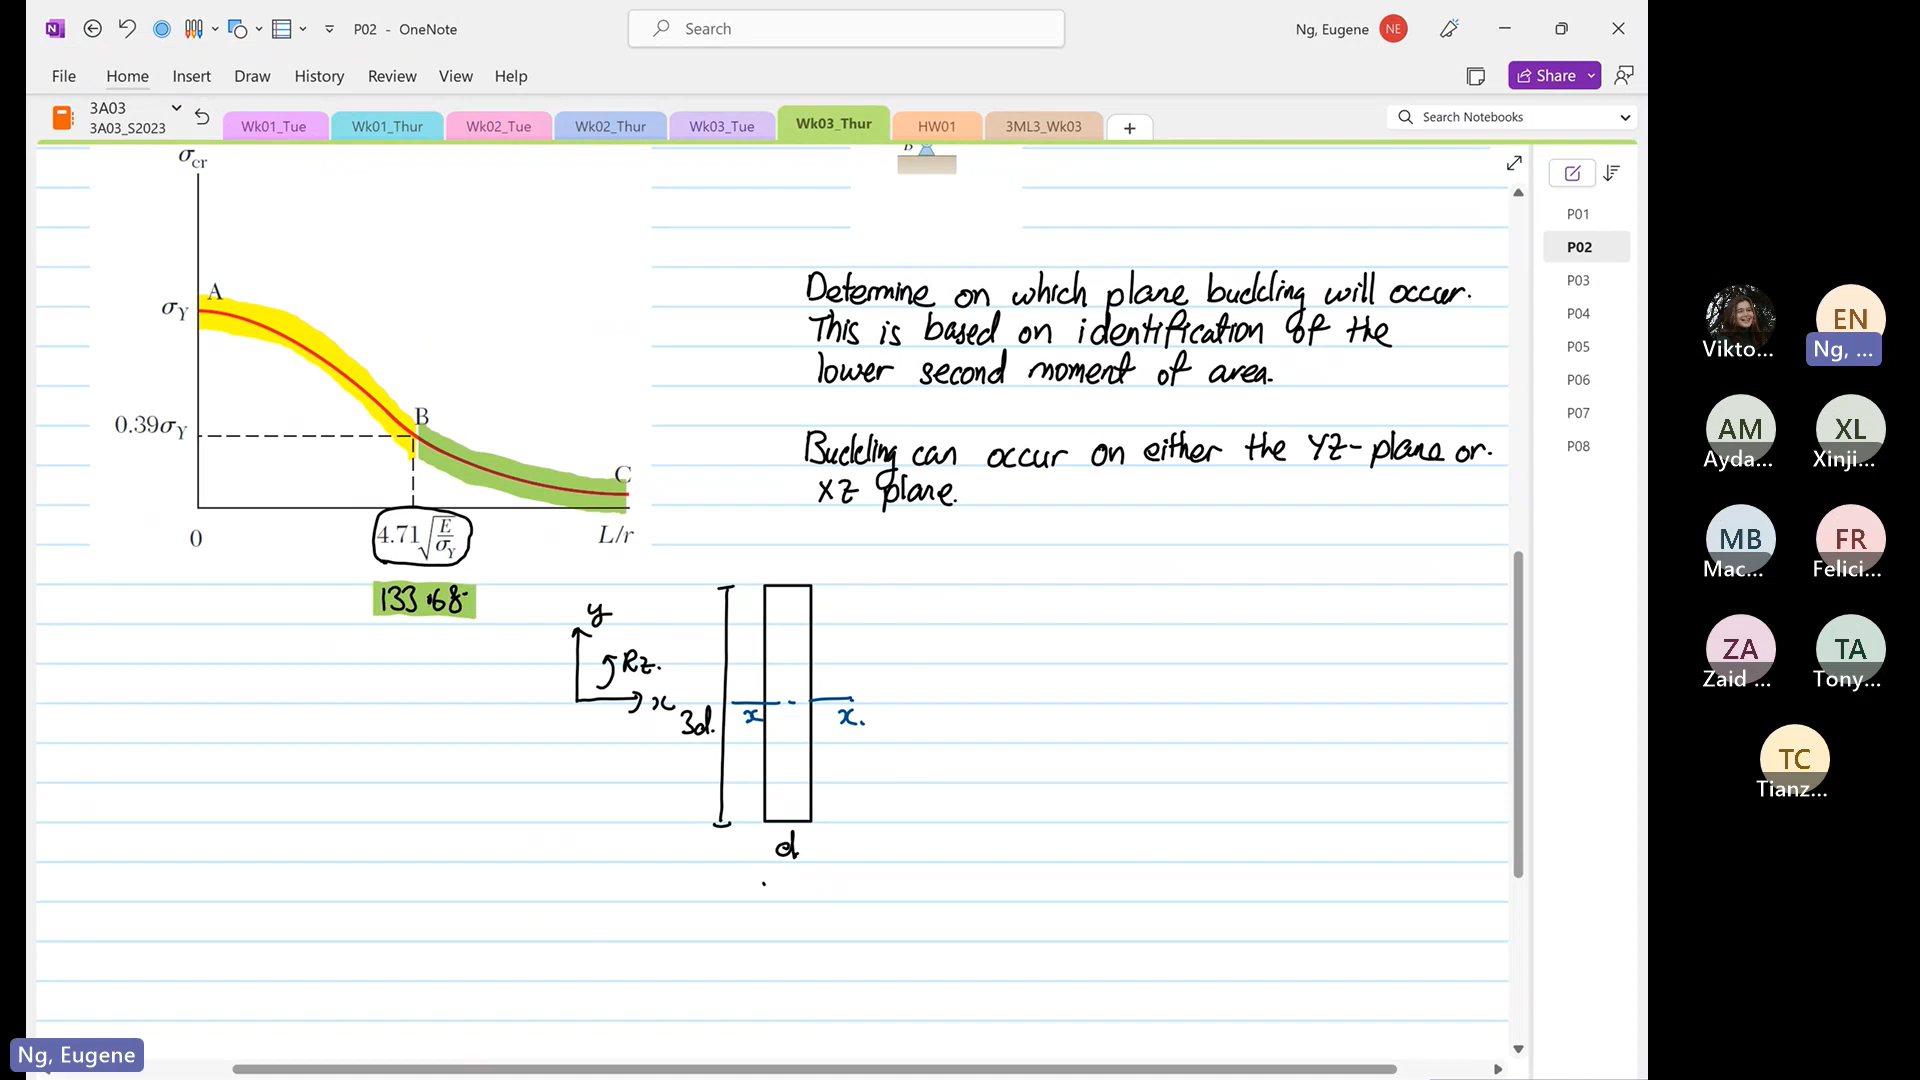 P02 - OneNote
Search
Ng, Eugene
NE
File
Home
Insert
Draw
History
Review
View
Help
Share
3A03
3A03_S2023
Wk01_Tue
Wk01_Thur
Wk02_Tue
Wk02_Thur
Wk03_Tue
Wk03_Thur
HW01
3ML3_Wk03
+
Search Notebooks
P01
P02
P03
P04
P05
P06
P07
P08
σcr
σY
A
0.39σY
B
C
0
4.71√E/σY
L/r
133.68
Determine on which plane buckling will occur.
This is based on identification of the
lower second moment of area.
Buckling can occur on either the YZ-plane or
XZ plane.
y
Rz.
x
3d.
x
x.
d
Vikto...
EN
Ng, ...
AM
Ayda...
XL
Xinji...
MB
Mac...
FR
Felici...
ZA
Zaid ...
TA
Tony...
TC
Tianz...
Ng, Eugene